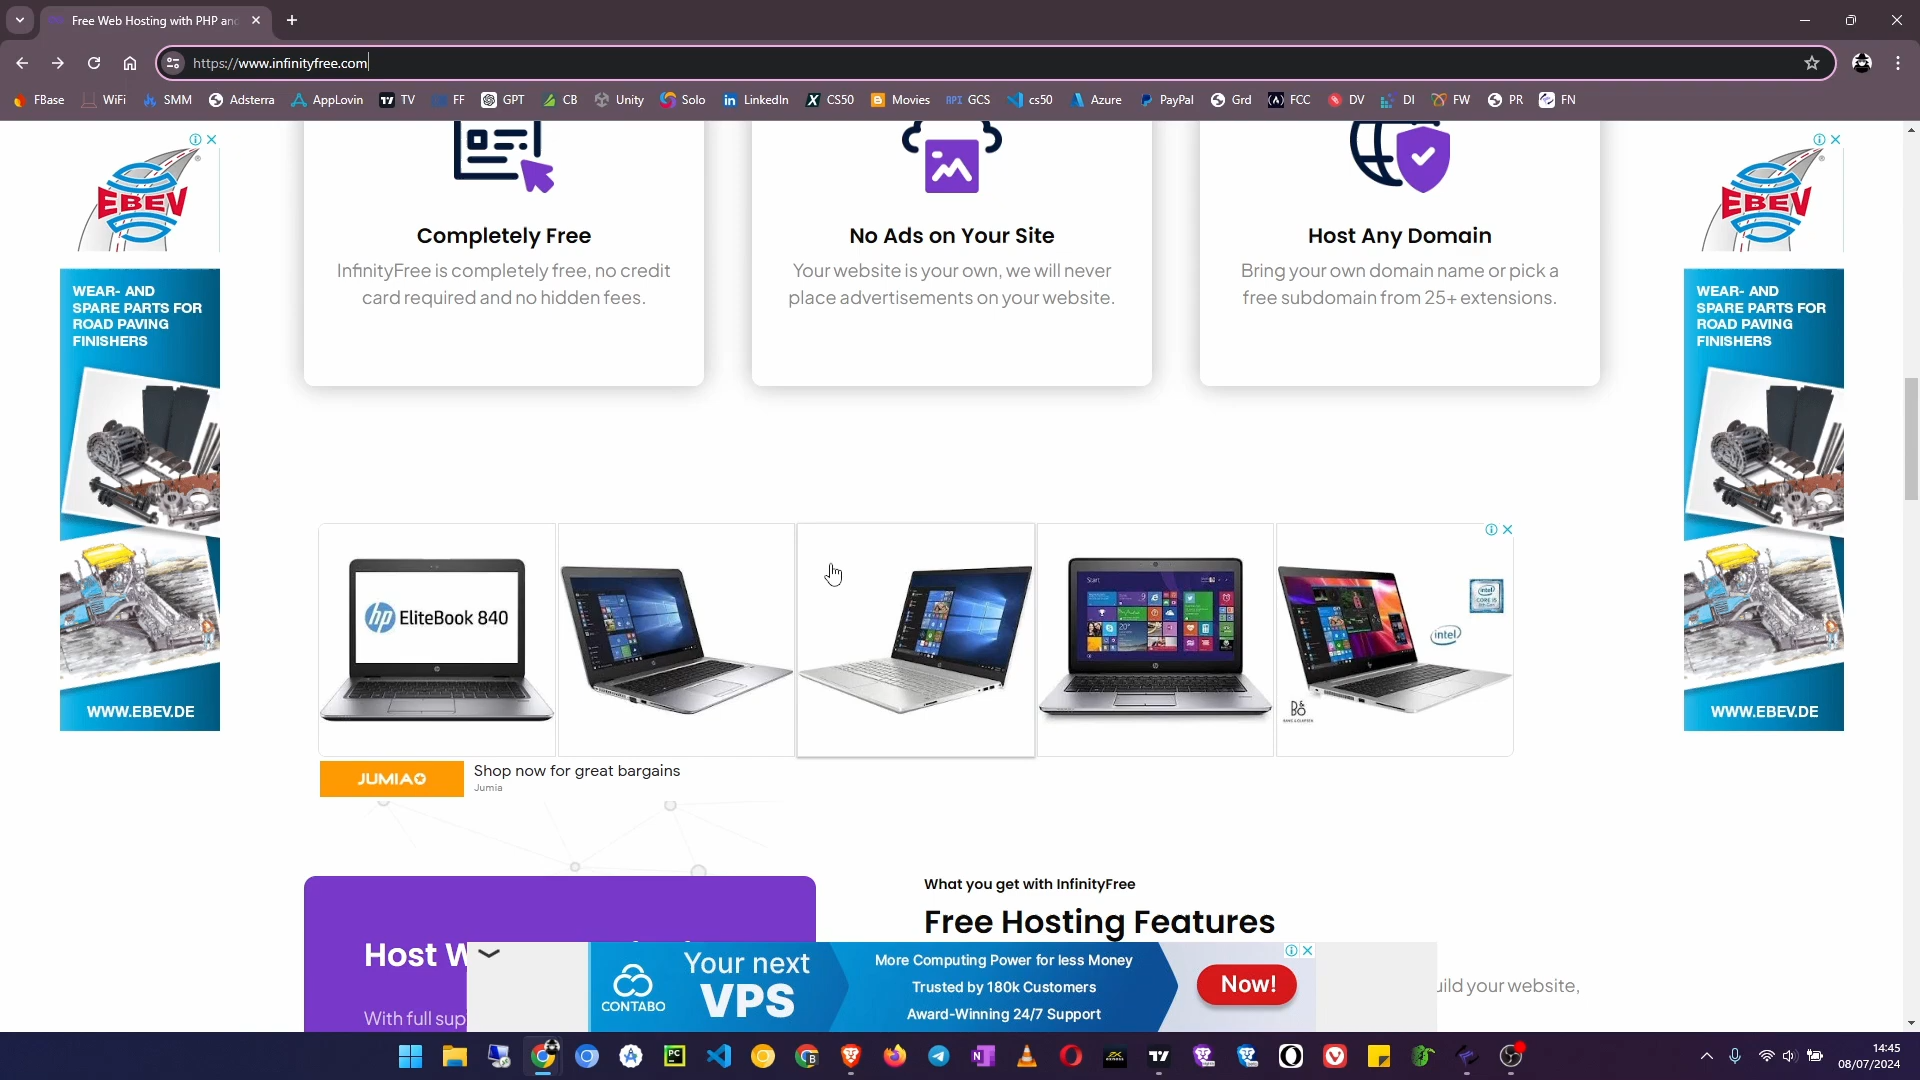 Free Web Hosting with PHP and
https://www.infinityfree.com
FBase
WiFi
SMM
Adsterra
AppLovin
TV
FF
GPT
CB
Unity
Solo
LinkedIn
CS50
Movies
API GCS
cs50
Azure
PayPal
Grd
FCC
DV
DI
FW
PR
FN
EBEV
WEAR- AND
SPARE PARTS FOR
ROAD PAVING
FINISHERS
WWW.EBEV.DE
Completely Free
InfinityFree is completely free, no credit
card required and no hidden fees.
No Ads on Your Site
Your website is your own, we will never
place advertisements on your website.
Host Any Domain
Bring your own domain name or pick a
free subdomain from 25+ extensions.
EBEV
WEAR- AND
SPARE PARTS FOR
ROAD PAVING
FINISHERS
WWW.EBEV.DE
hp EliteBook 840
Start
intel
CORE i5
intel
B&O
BANG & OLUFSEN
JUMIA
Shop now for great bargains
Jumia
What you get with InfinityFree
Free Hosting Features
Host W
With full sup
uild your website,
CONTABO
Your next
VPS
More Computing Power for less Money
Trusted by 180k Customers
Award-Winning 24/7 Support
Now!
14:45
08/07/2024